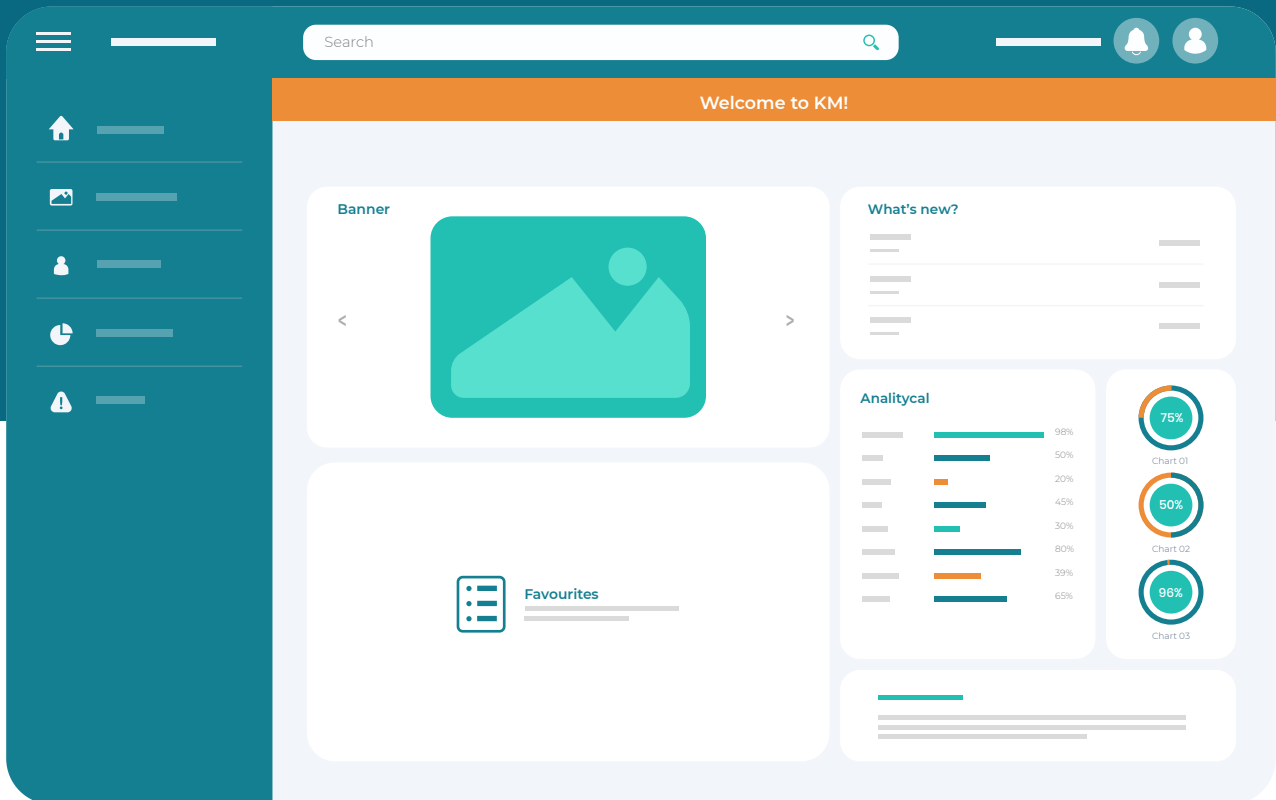 Search
Welcome to KM!
Banner
<
>
What's new?
Analitycal
98%
50%
20%
45%
30%
80%
39%
65%
75%
Chart 01
50%
Chart 02
96%
Chart 03
Favourites